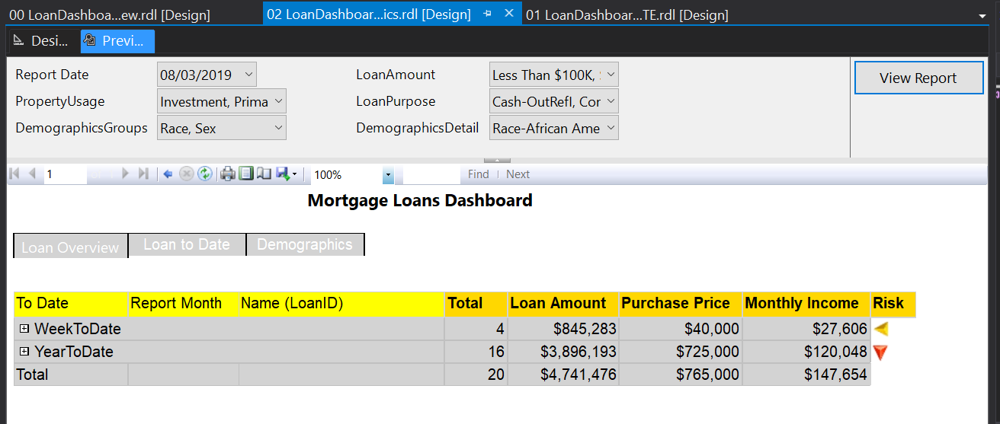 00 LoanDashboa...ew.rdl [Design] 02 LoanDashboar...ics.rdl [Design] 01 LoanDashboar...TE.rdl [Design]
Desi... Previ...
Report Date 08/03/2019 LoanAmount Less Than $100K, View Report
PropertyUsage Investment, Prima LoanPurpose Cash-OutRefI, Cor
DemographicsGroups Race, Sex DemographicsDetail Race-African Ame
1 100% Find | Next
Mortgage Loans Dashboard
Loan Overview Loan to Date Demographics
To Date Report Month Name (LoanID) Total Loan Amount Purchase Price Monthly Income Risk
WeekToDate 4 $845,283 $40,000 $27,606
YearToDate 16 $3,896,193 $725,000 $120,048
Total 20 $4,741,476 $765,000 $147,654